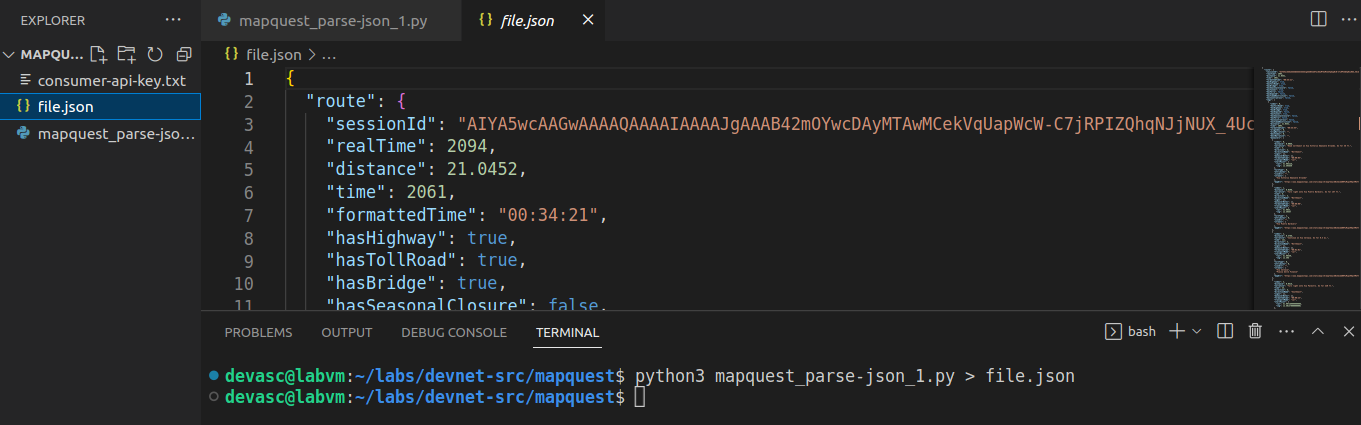 EXPLORER
MAPQU...
consumer-api-key.txt
file.json
mapquest_parse-jso...
mapquest_parse-json_1.py
file.json
file.json > ...
1 {
2 "route": {
3 "sessionId": "AIYA5wcAAGwAAAAQAAAAIAAAAJgAAAB42mOYwcDAyMTAwMCekVqUapWcW-C7jRPIZQhqNJjNUX_4Uc
4 "realTime": 2094,
5 "distance": 21.0452,
6 "time": 2061,
7 "formattedTime": "00:34:21",
8 "hasHighway": true,
9 "hasTollRoad": true,
10 "hasBridge": true,
11 "hasSeasonalClosure": false,
PROBLEMS OUTPUT DEBUG CONSOLE TERMINAL bash
devasc@labvm:~/labs/devnet-src/mapquest$ python3 mapquest_parse-json_1.py > file.json
devasc@labvm:~/labs/devnet-src/mapquest$